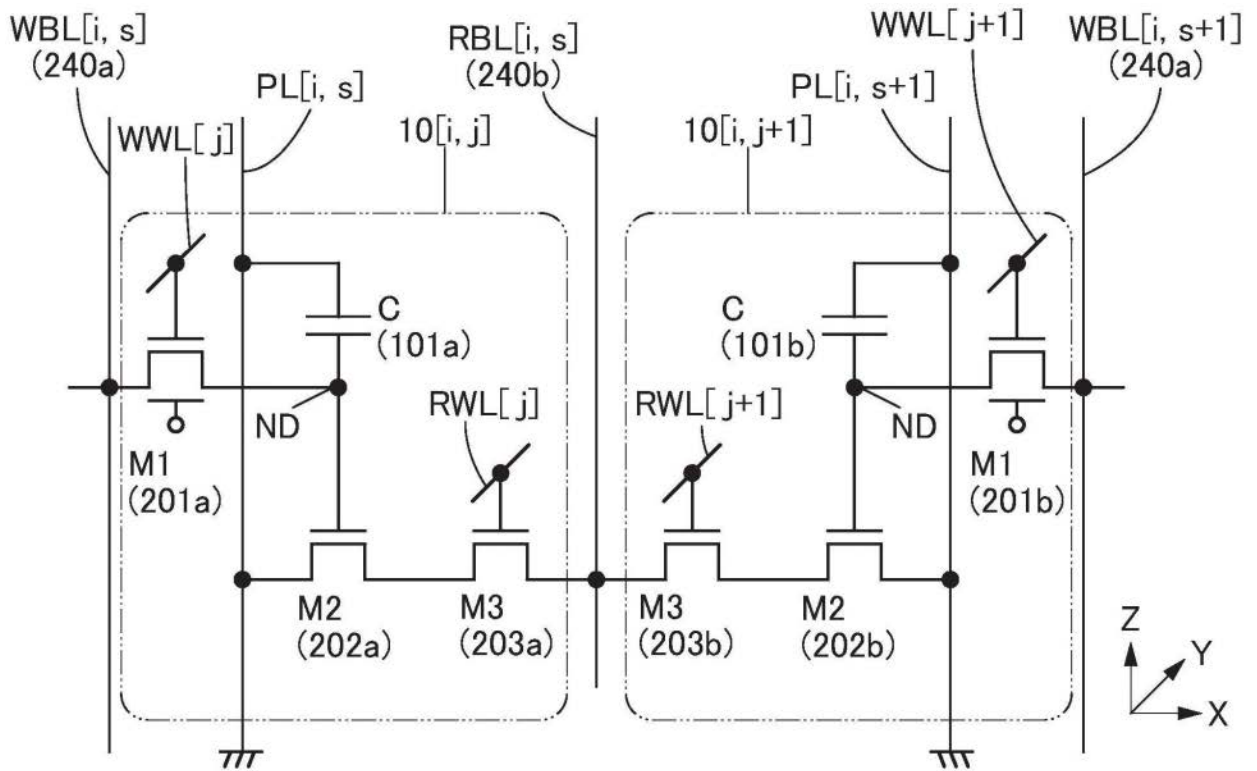 WBL[i, s]
(240a)
PL[i, s]
WWL[j]
10[i, j]
RBL[i, s]
(240b)
10[i, j+1]
PL[i, s+1]
WWL[j+1]
WBL[i, s+1]
(240a)
C
(101a)
C
(101b)
ND
RWL[j]
RWL[j+1]
ND
M1
(201a)
M1
(201b)
M2
(202a)
M3
(203a)
M3
(203b)
M2
(202b)
Z
Y
X